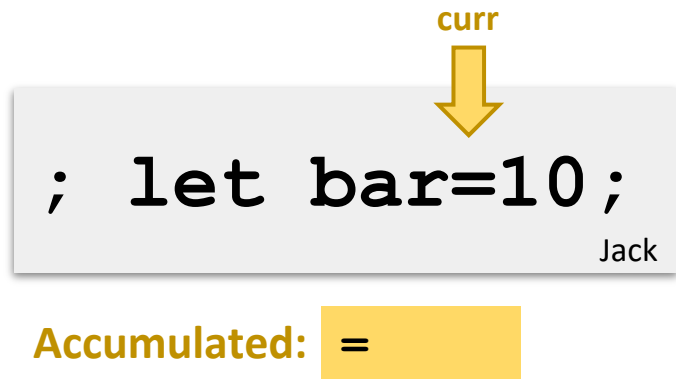 curr
; let bar=10;
Jack
Accumulated: =